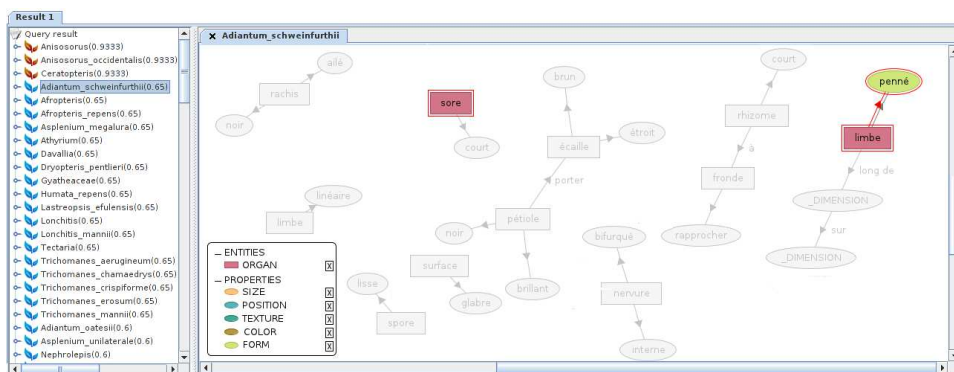 Result 1
Query result
Anisosorus(0.9333)
Anisosorus_occidentalis(0.9333)
Ceratopteris(0.9333)
Adiantum_schweinfurthii(0.65)
Afropteris(0.65)
Afropteris_repens(0.65)
Asplenium_megalura(0.65)
Athyrium(0.65)
Davallia(0.65)
Dryopteris_pentlieri(0.65)
Gyatheaceae(0.65)
Humata_repens(0.65)
Lastreopsis_efulensis(0.65)
Lonchitis(0.65)
Lonchitis_mannii(0.65)
Tectaria(0.65)
Trichomanes_aerugineum(0.65)
Trichomanes_chamaedrys(0.65)
Trichomanes_crispiforme(0.65)
Trichomanes_erosum(0.65)
Trichomanes_mannii(0.65)
Adiantum_oatesii(0.6)
Asplenium_unilaterale(0.6)
Nephrolepis(0.6)
Adiantum_schweinfurthii
ailé
rachis
noir
sore
court
brun
écaille
étroit
porter
pétiole
noir
brillant
linéaire
limbe
surface
glabre
lisse
spore
bifurqué
nervure
interne
court
rhizome
à
fronde
rapprocher
penné
limbe
long de
_DIMENSION
sur
_DIMENSION
ENTITIES
ORGAN X
PROPERTIES
SIZE X
POSITION X
TEXTURE X
COLOR X
FORM X